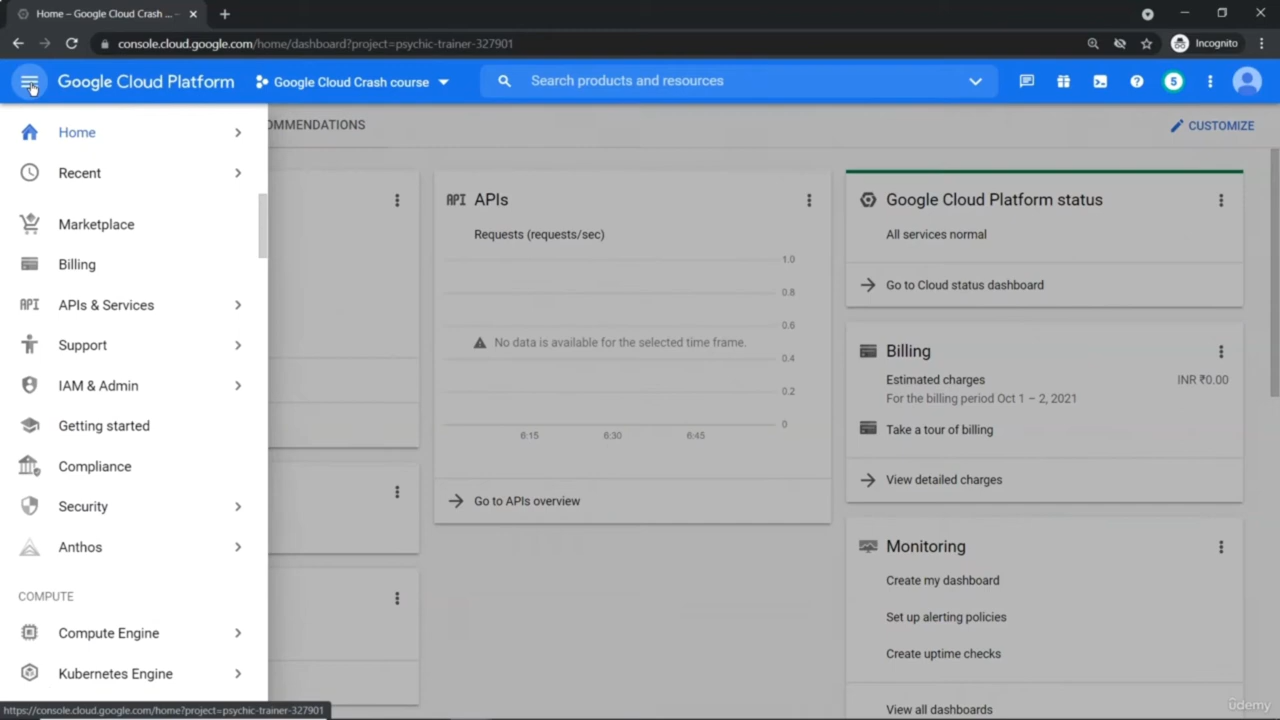 Home – Google Cloud Crash ...
console.cloud.google.com/home/dashboard?project=psychic-trainer-327901
Incognito
Google Cloud Platform
Google Cloud Crash course
Search products and resources
5
Home
OMMENDATIONS
CUSTOMIZE
Recent
Marketplace
Billing
API APIs & Services
Support
IAM & Admin
Getting started
Compliance
Security
Anthos
COMPUTE
Compute Engine
Kubernetes Engine
API APIs
Requests (requests/sec)
1.0
0.8
0.6
No data is available for the selected time frame.
0.4
0.2
0
6:15 6:30 6:45
Go to APIs overview
Google Cloud Platform status
All services normal
Go to Cloud status dashboard
Billing
Estimated charges INR ₹0.00
For the billing period Oct 1 – 2, 2021
Take a tour of billing
View detailed charges
Monitoring
Create my dashboard
Set up alerting policies
Create uptime checks
View all dashboards
https://console.cloud.google.com/home?project=psychic-trainer-327901
ûdemy